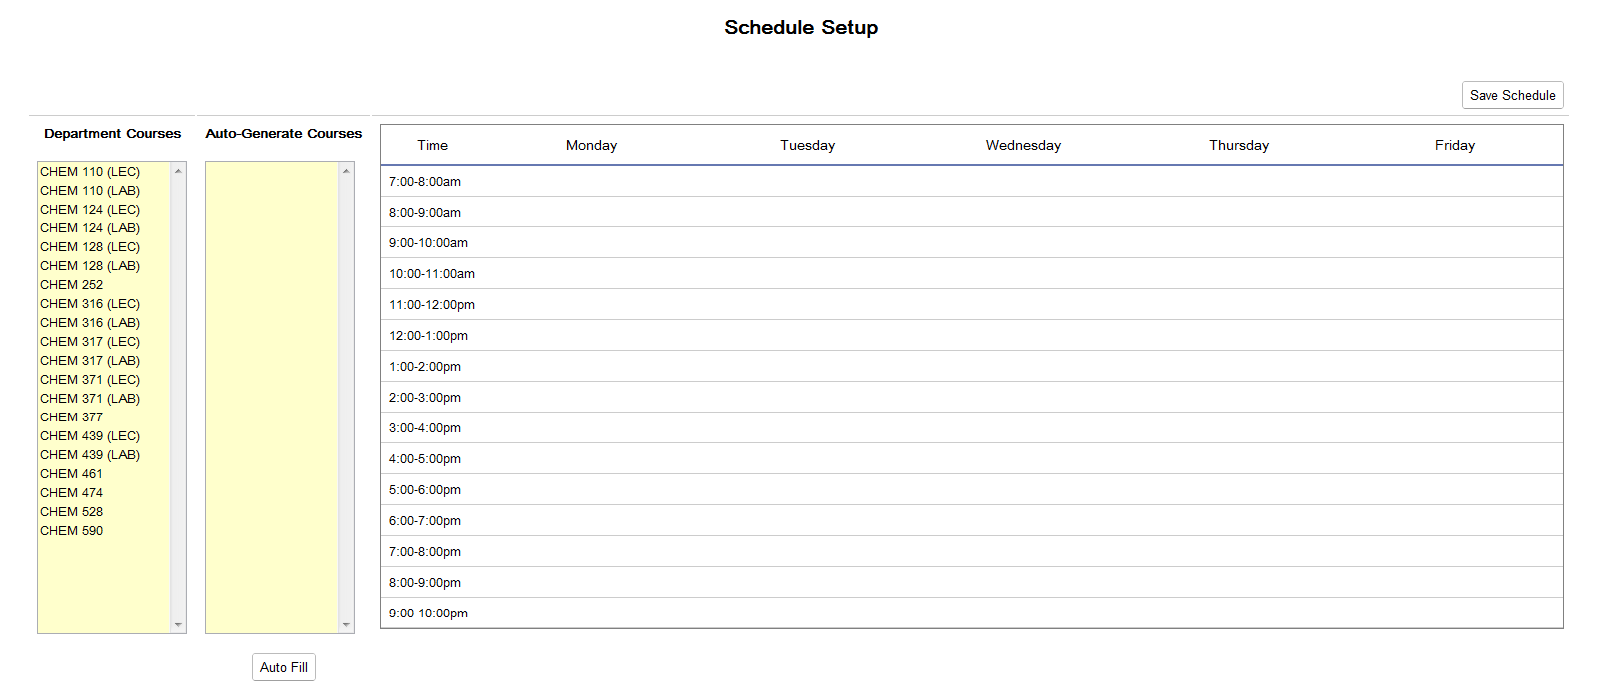 Schedule Setup
Save Schedule
Department Courses
CHEM 110 (LEC)
CHEM 110 (LAB)
CHEM 124 (LEC)
CHEM 124 (LAB)
CHEM 128 (LEC)
CHEM 128 (LAB)
CHEM 252
CHEM 316 (LEC)
CHEM 316 (LAB)
CHEM 317 (LEC)
CHEM 317 (LAB)
CHEM 371 (LEC)
CHEM 371 (LAB)
CHEM 377
CHEM 439 (LEC)
CHEM 439 (LAB)
CHEM 461
CHEM 474
CHEM 528
CHEM 590
Auto-Generate Courses
Auto Fill
Time Monday Tuesday Wednesday Thursday Friday
7:00-8:00am
8:00-9:00am
9:00-10:00am
10:00-11:00am
11:00-12:00pm
12:00-1:00pm
1:00-2:00pm
2:00-3:00pm
3:00-4:00pm
4:00-5:00pm
5:00-6:00pm
6:00-7:00pm
7:00-8:00pm
8:00-9:00pm
9:00-10:00pm